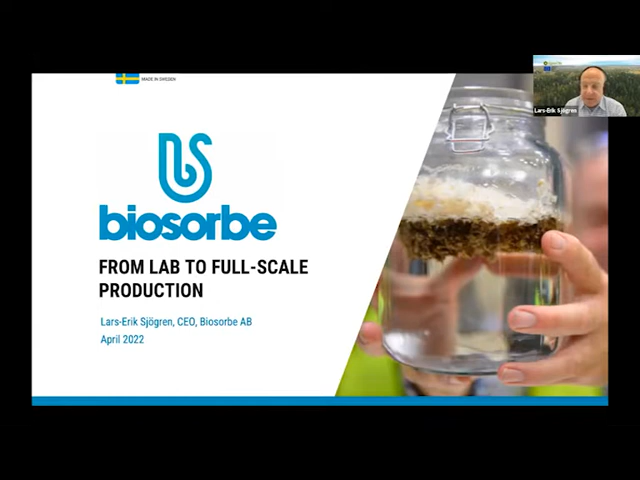 MADE IN SWEDEN
biosorbe
FROM LAB TO FULL-SCALE
PRODUCTION
Lars-Erik Sjögren, CEO, Biosorbe AB
April 2022
Lars-Erik Sjögren